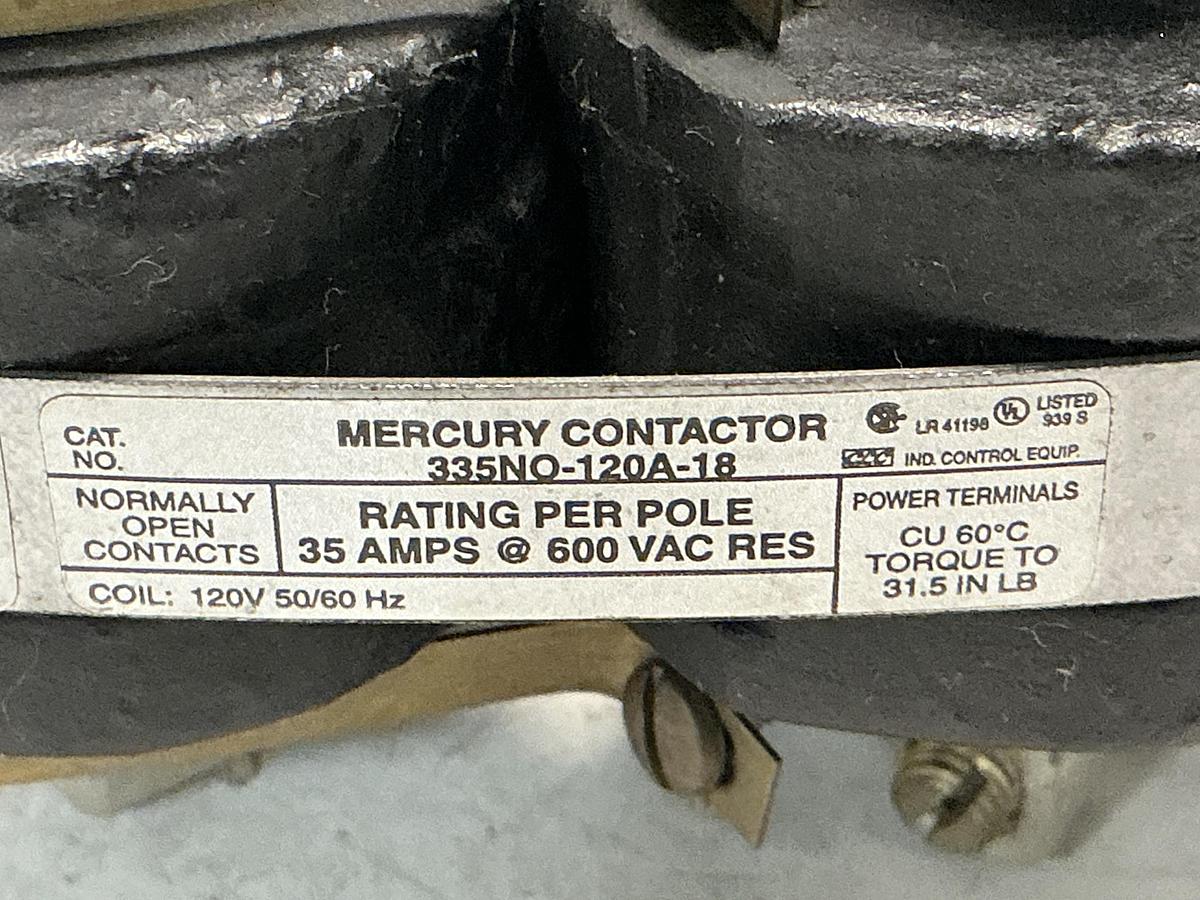 CAT. NO.
MERCURY CONTACTOR
335NO-120A-18
LR 41198
UL
LISTED
939 S
IND. CONTROL EQUIP.
NORMALLY
OPEN
CONTACTS
RATING PER POLE
35 AMPS @ 600 VAC RES
POWER TERMINALS
CU 60°C
TORQUE TO
31.5 IN LB
COIL: 120V 50/60 Hz